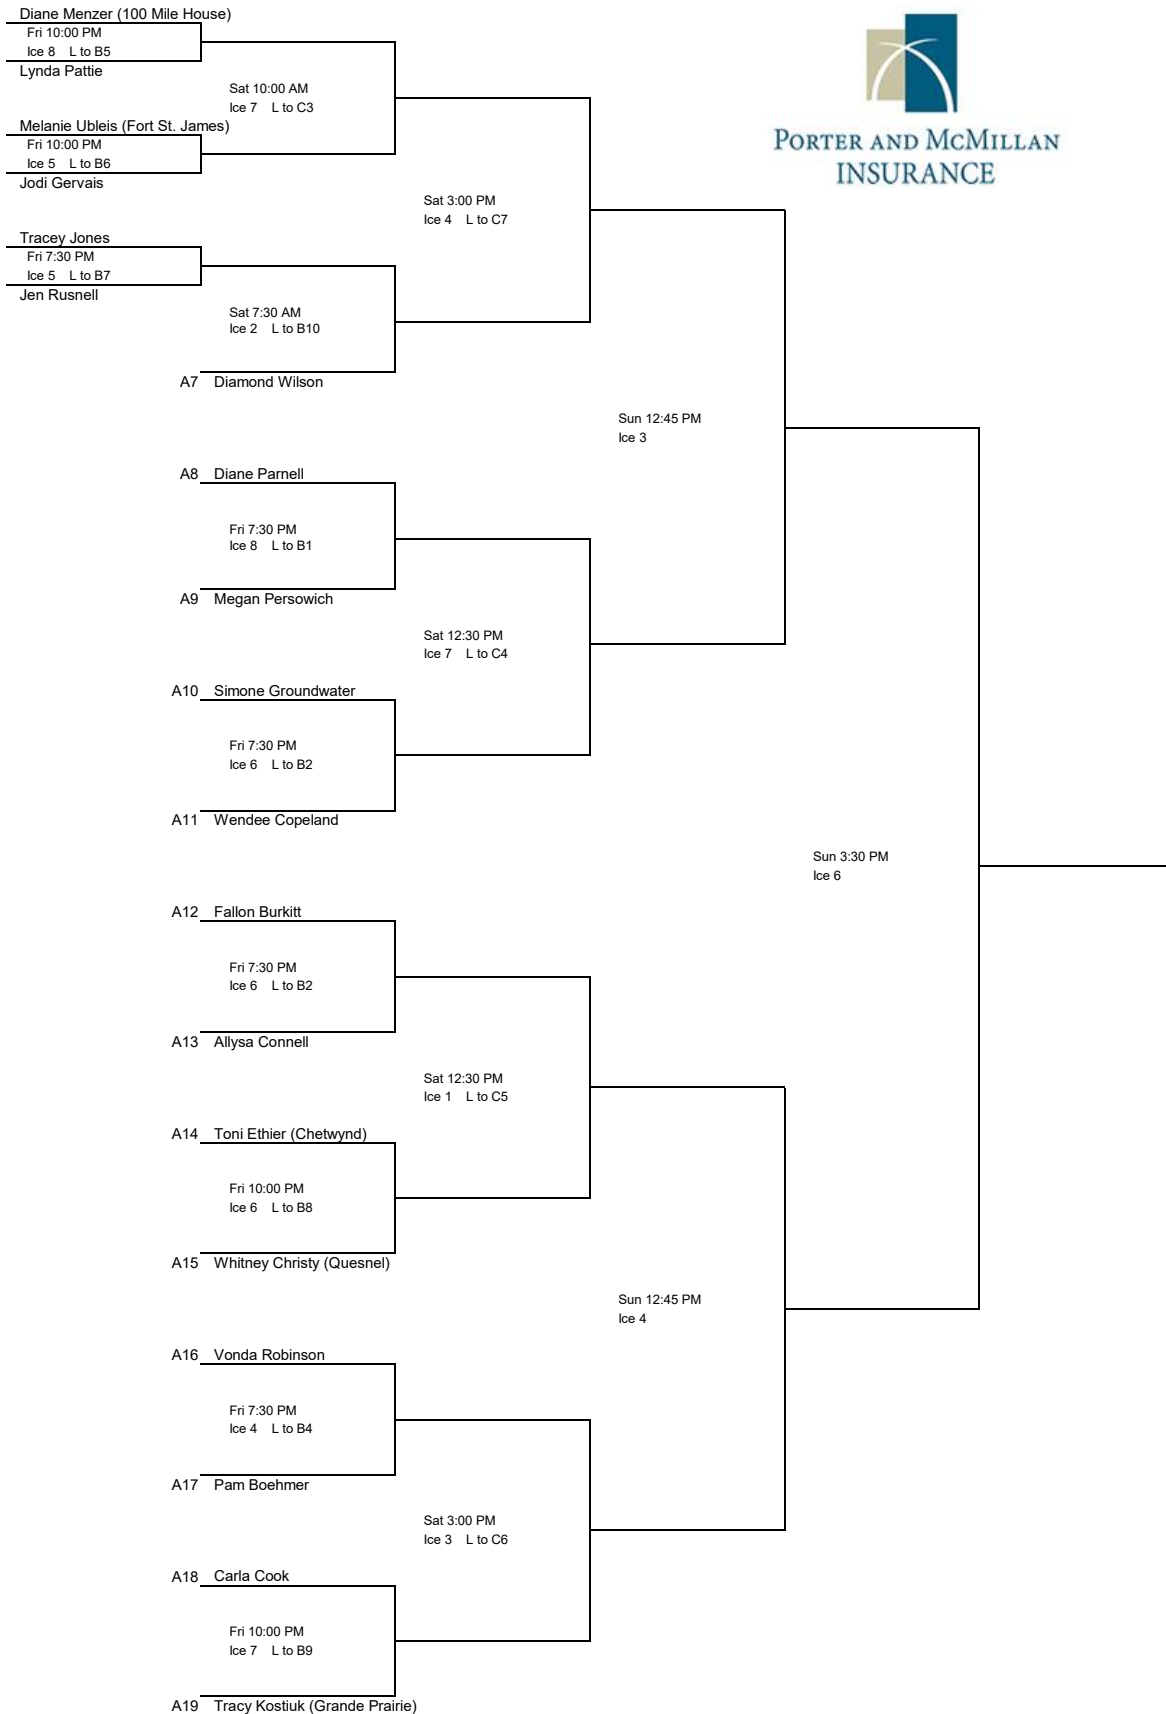 Diane Menzer (100 Mile House)
Fri 10:00 PM
Ice 8 L to B5
Lynda Pattie
Sat 10:00 AM
Ice 7 L to C3
Melanie Ubleis (Fort St. James)
Fri 10:00 PM
Ice 5 L to B6
Jodi Gervais
PORTER AND MCMILLAN
INSURANCE
Sat 3:00 PM
Ice 4 L to C7
Tracey Jones
Fri 7:30 PM
Ice 5 L to B7
Jen Rusnell
Sat 7:30 AM
Ice 2 L to B10
A7 Diamond Wilson
Sun 12:45 PM
Ice 3
A8 Diane Parnell
Fri 7:30 PM
Ice 8 L to B1
A9 Megan Persowich
Sat 12:30 PM
Ice 7 L to C4
A10 Simone Groundwater
Fri 7:30 PM
Ice 6 L to B2
A11 Wendee Copeland
Sun 3:30 PM
Ice 6
A12 Fallon Burkitt
Fri 7:30 PM
Ice 6 L to B2
A13 Allysa Connell
Sat 12:30 PM
Ice 1 L to C5
A14 Toni Ethier (Chetwynd)
Fri 10:00 PM
Ice 6 L to B8
A15 Whitney Christy (Quesnel)
Sun 12:45 PM
Ice 4
A16 Vonda Robinson
Fri 7:30 PM
Ice 4 L to B4
A17 Pam Boehmer
Sat 3:00 PM
Ice 3 L to C6
A18 Carla Cook
Fri 10:00 PM
Ice 7 L to B9
A19 Tracy Kostiuk (Grande Prairie)